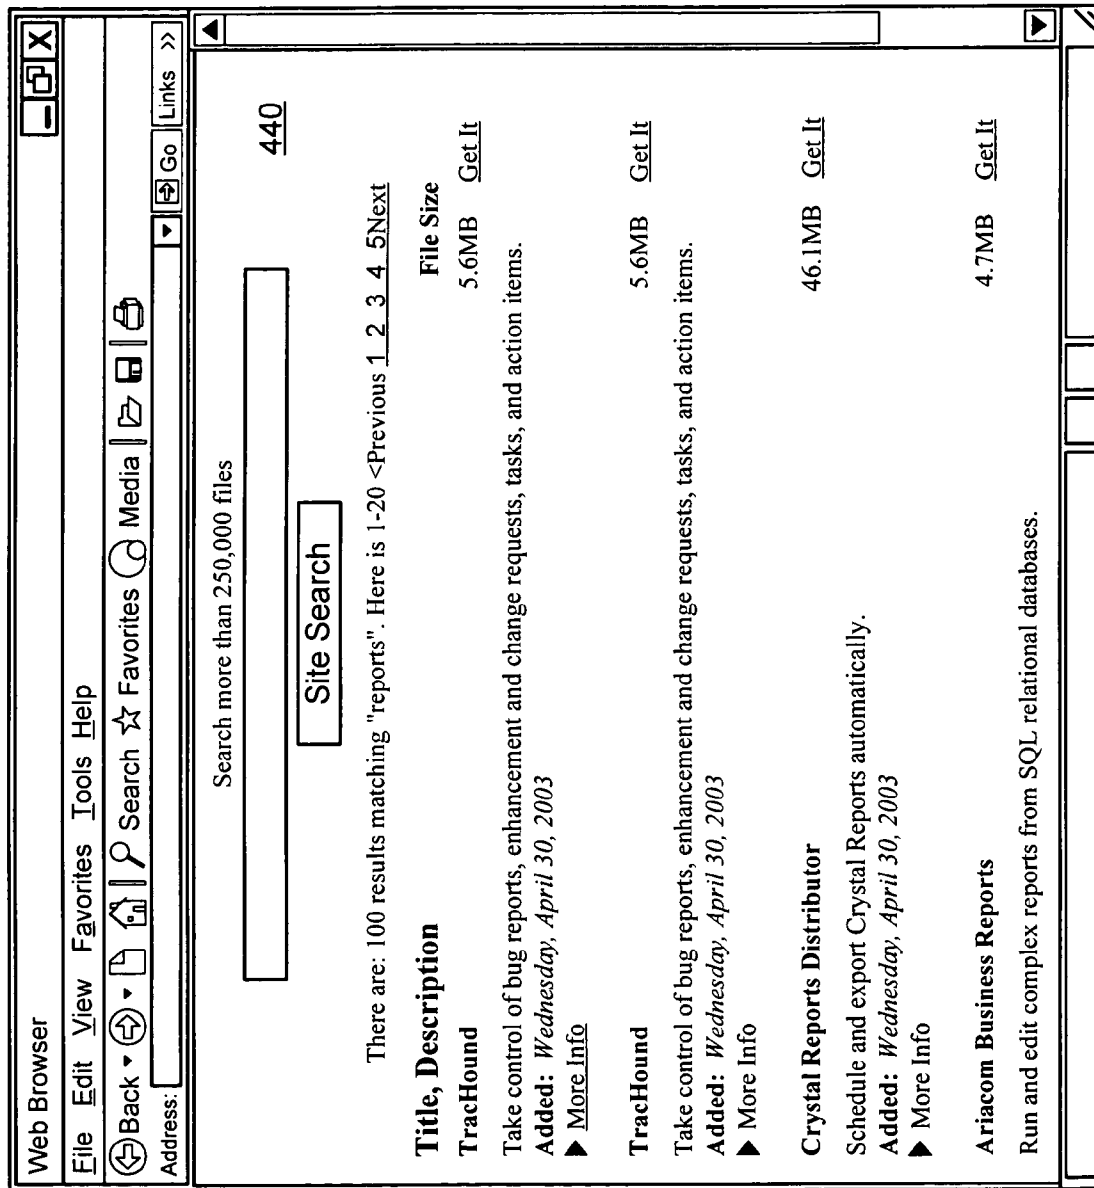 Web Browser
File Edit View Favorites Tools Help
Back Search Favorites Media
Address: Go Links >>
440
Search more than 250,000 files
Site Search
There are: 100 results matching "reports". Here is 1-20 <Previous 1 2 3 4 5Next
Title, Description File Size
TracHound 5.6MB Get It
Take control of bug reports, enhancement and change requests, tasks, and action items.
Added: Wednesday, April 30, 2003
▶ More Info
TracHound 5.6MB Get It
Take control of bug reports, enhancement and change requests, tasks, and action items.
Added: Wednesday, April 30, 2003
▶ More Info
Crystal Reports Distributor 46.1MB Get It
Schedule and export Crystal Reports automatically.
Added: Wednesday, April 30, 2003
▶ More Info
Ariacom Business Reports 4.7MB Get It
Run and edit complex reports from SQL relational databases.